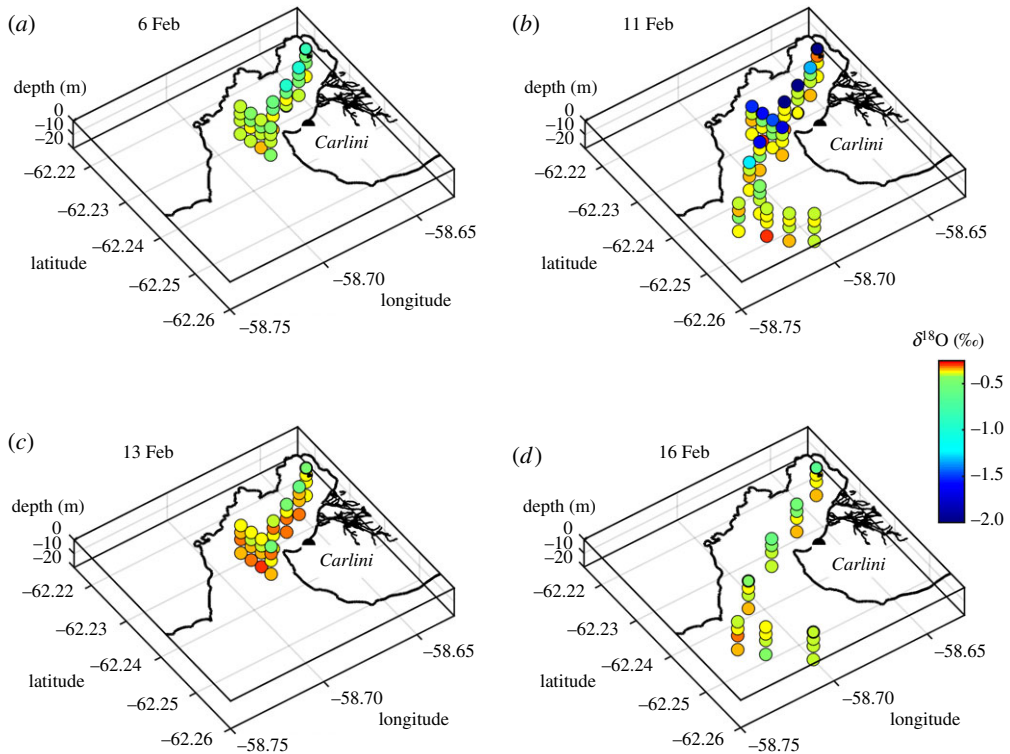 (a)
6 Feb
depth (m)
0
−10
−20
−62.22
−62.23
−62.24
latitude
−62.25
−62.26
−58.75
−58.70
longitude
−58.65
Carlini
(b)
11 Feb
depth (m)
0
−10
−20
−62.22
−62.23
−62.24
latitude
−62.25
−62.26
−58.75
−58.70
longitude
−58.65
Carlini
δ¹⁸O (‰)
−0.5
−1.0
−1.5
−2.0
(c)
13 Feb
depth (m)
0
−10
−20
−62.22
−62.23
−62.24
latitude
−62.25
−62.26
−58.75
−58.70
longitude
−58.65
Carlini
(d)
16 Feb
depth (m)
0
−10
−20
−62.22
−62.23
−62.24
latitude
−62.25
−62.26
−58.75
−58.70
longitude
−58.65
Carlini